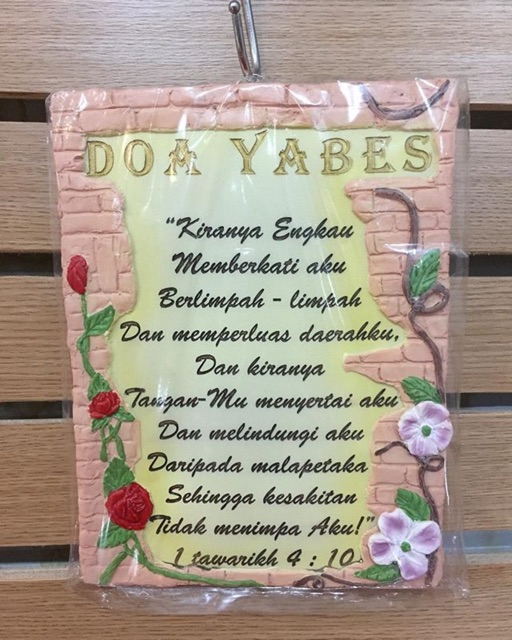 DOA YABES
"Kiranya Engkau
Memberkati aku
Berlimpah - limpah
Dan memperluas daerahku,
Dan kiranya
Tangan-Mu menyertai aku
Dan melindungi aku
Daripada malapetaka
Sehingga kesakitan
Tidak menimpa Aku!"
1 tawarikh 4 : 10